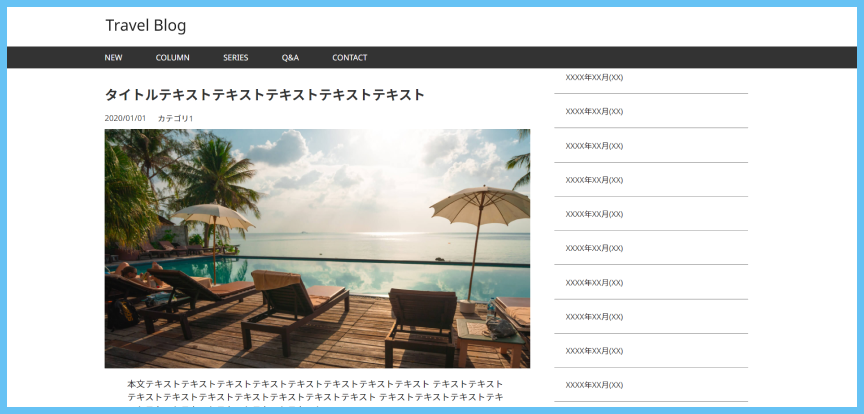 Travel Blog
NEW COLUMN SERIES Q&A CONTACT
タイトルテキストテキストテキストテキストテキスト
2020/01/01 カテゴリ1
本文テキストテキストテキストテキストテキストテキストテキストテキスト テキストテキスト
テキストテキストテキストテキストテキストテキストテキスト テキストテキストテキストテキ
XXXX年XX月(XX)
XXXX年XX月(XX)
XXXX年XX月(XX)
XXXX年XX月(XX)
XXXX年XX月(XX)
XXXX年XX月(XX)
XXXX年XX月(XX)
XXXX年XX月(XX)
XXXX年XX月(XX)
XXXX年XX月(XX)